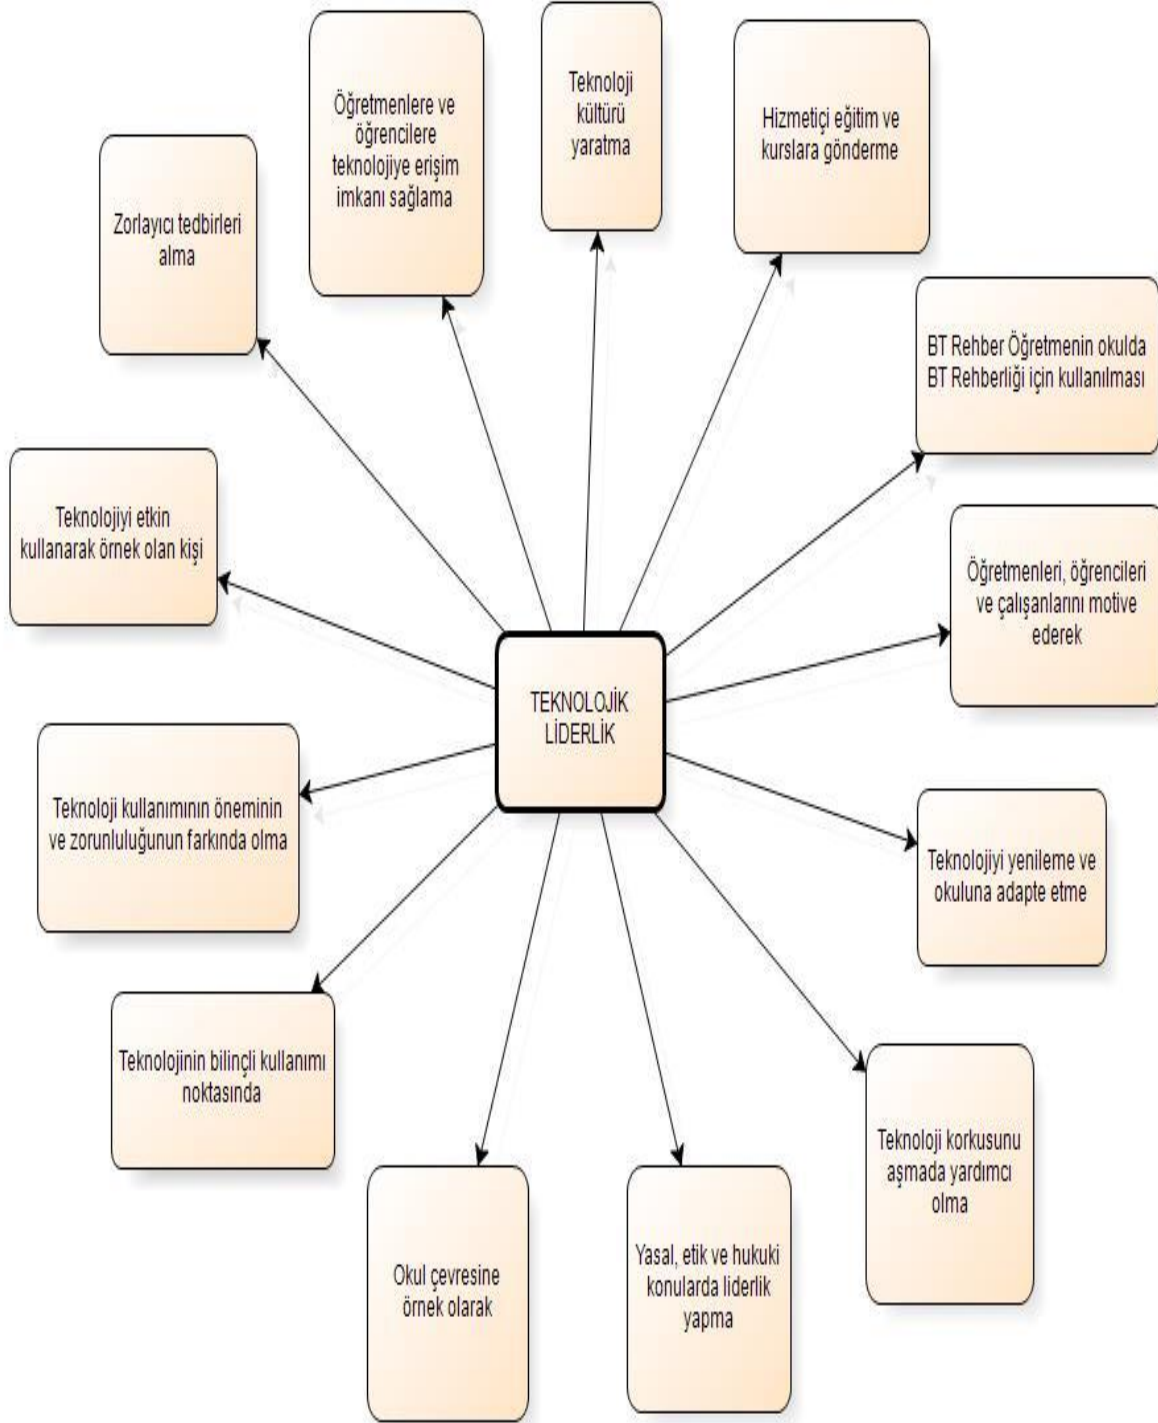 Teknoloji
kültürü
yaratma
Öğretmenlere ve
öğrencilere
teknolojiye erişim
imkanı sağlama
Hizmetiçi eğitim ve
kurslara gönderme
Zorlayıcı tedbirleri
alma
BT Rehber Öğretmenin okulda
BT Rehberliği için kullanılması
Teknolojiyi etkin
kullanarak örnek olan kişi
Öğretmenleri, öğrencileri
ve çalışanlarını motive
ederek
TEKNOLOJİK
LİDERLİK
Teknoloji kullanımının öneminin
ve zorunluluğunun farkında olma
Teknolojiyi yenileme ve
okuluna adapte etme
Teknolojinin bilinçli kullanımı
noktasında
Teknoloji korkusunu
aşmada yardımcı
olma
Okul çevresine
örnek olarak
Yasal, etik ve hukuki
konularda liderlik
yapma